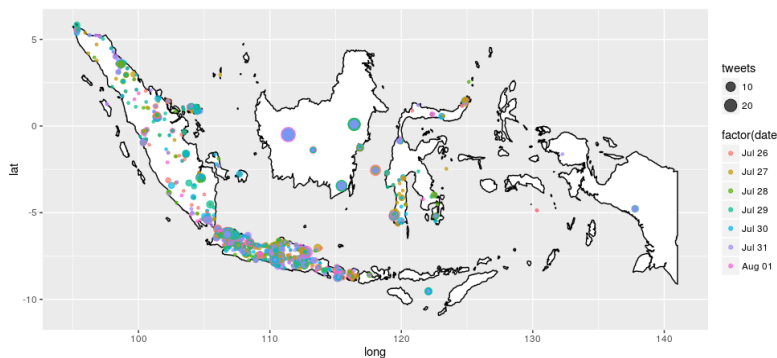 5
0
-5
-10
lat
100
110
120
130
140
long
tweets
10
20
factor(date
Jul 26
Jul 27
Jul 28
Jul 29
Jul 30
Jul 31
Aug 01